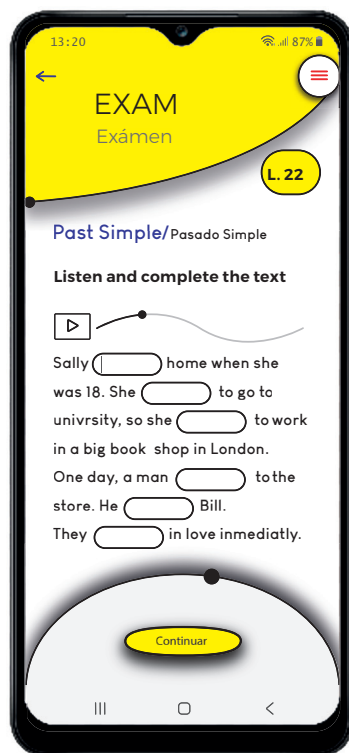 13:20 87%
EXAM
Exámen
L. 22
Past Simple/Pasado Simple
Listen and complete the text
Sally home when she
was 18. She to go to
univrsity, so she to work
in a big book shop in London.
One day, a man to the
store. He Bill.
They in love inmediatly.
Continuar